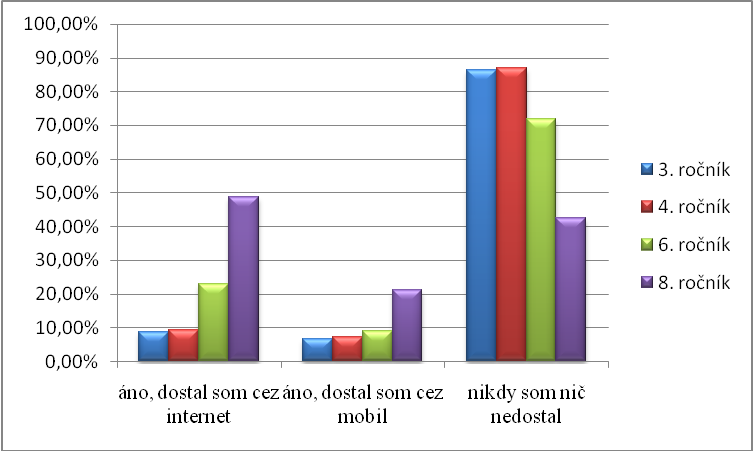 100,00%
90,00%
80,00%
70,00%
60,00%
50,00%
40,00%
30,00%
20,00%
10,00%
0,00%
áno, dostal som cez
internet
áno, dostal som cez
mobil
nikdy som nič
nedostal
3. ročník
4. ročník
6. ročník
8. ročník